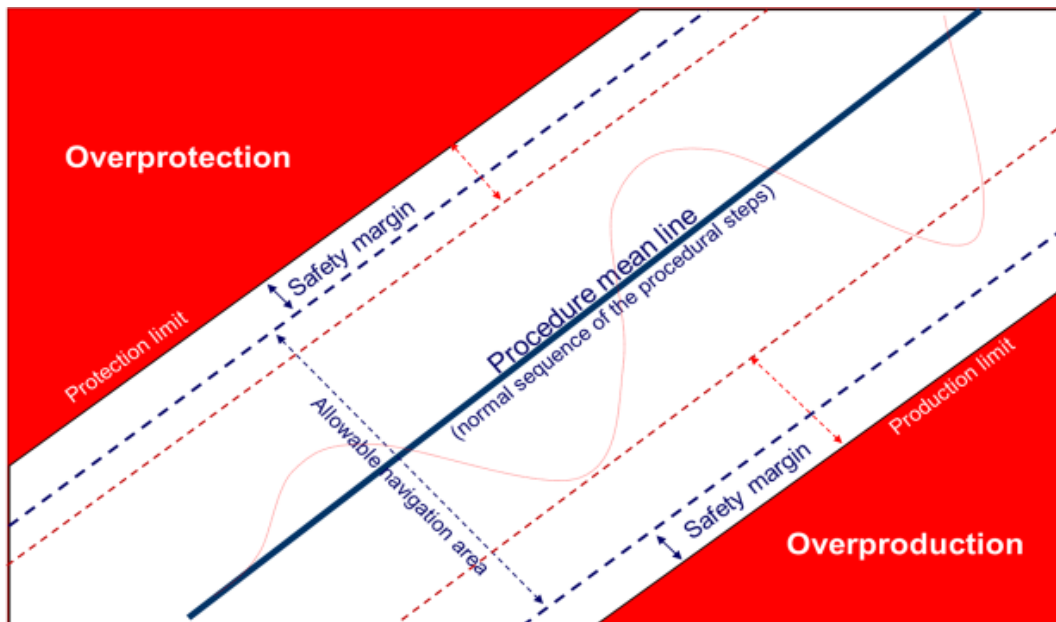 Overprotection
Safety margin
Protection limit
Procedure mean line
(normal sequence of the procedural steps)
Allowable navigation area
Production limit
Safety margin
Overproduction